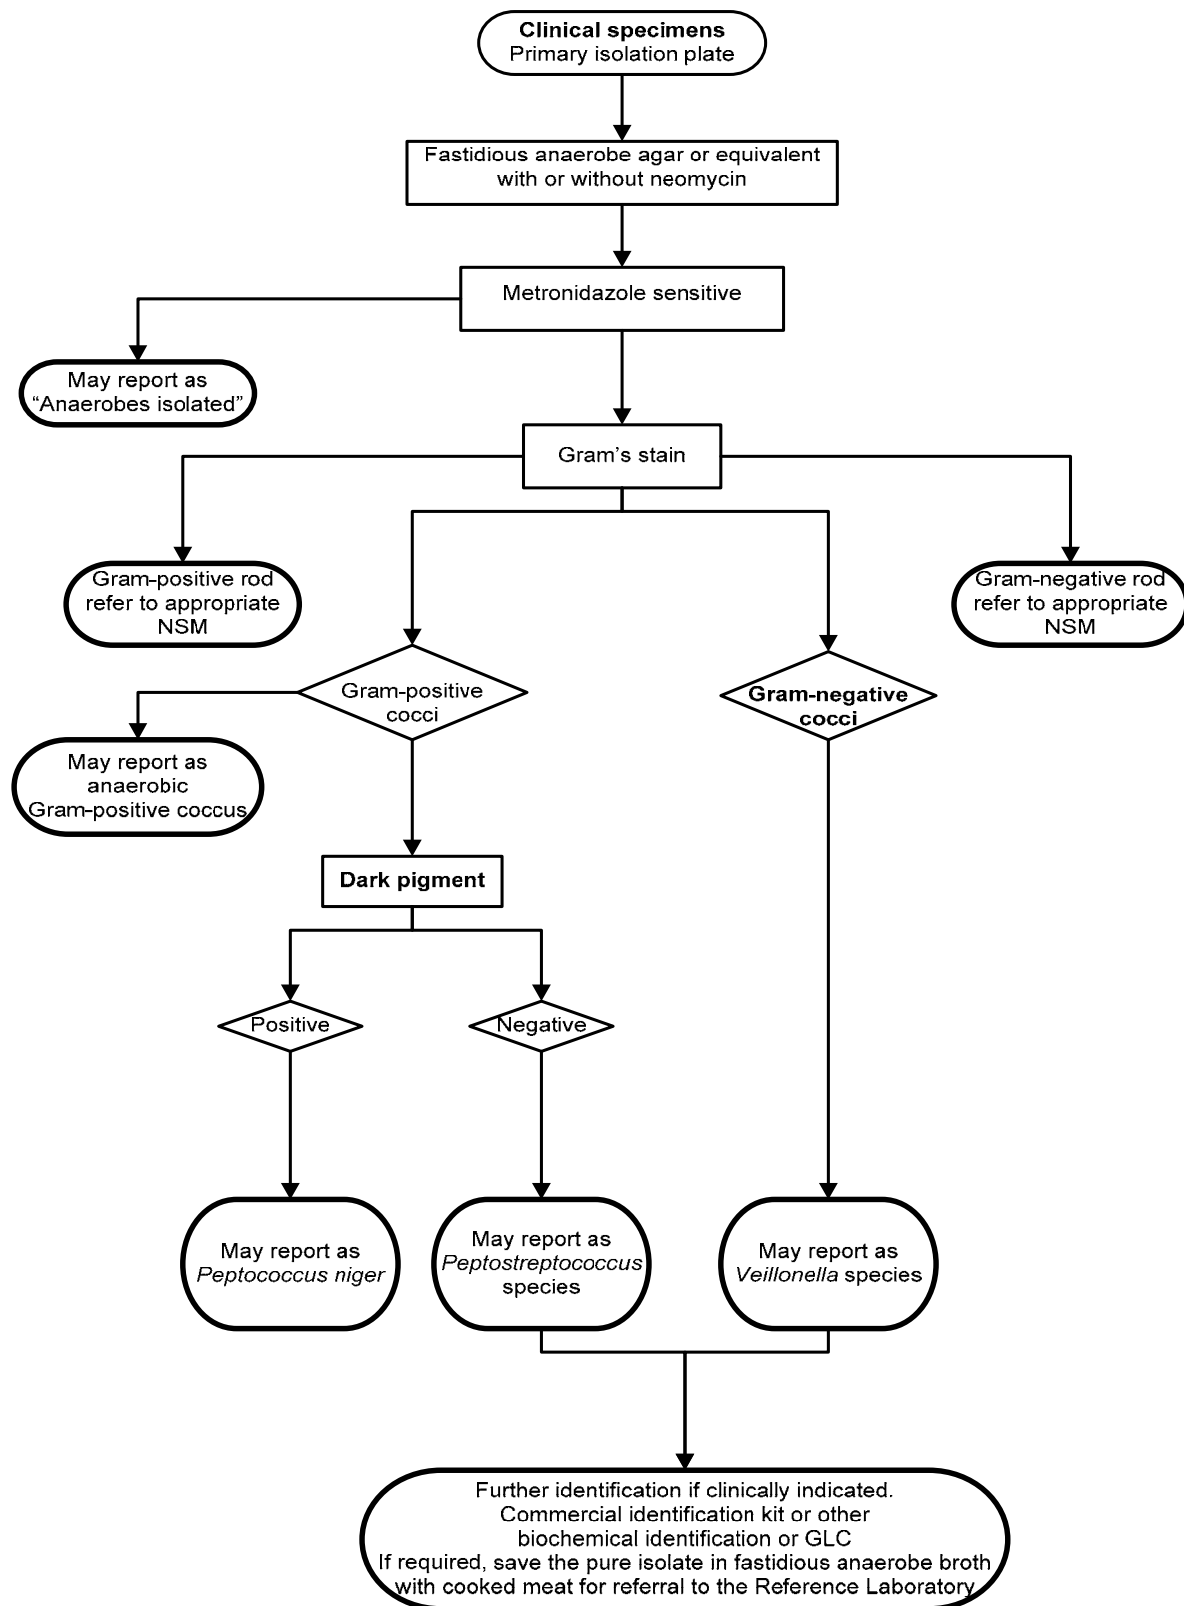 Clinical specimens
Primary isolation plate
Fastidious anaerobe agar or equivalent
with or without neomycin
Metronidazole sensitive
May report as
“Anaerobes isolated”
Gram’s stain
Gram-positive rod
refer to appropriate
NSM
Gram-negative rod
refer to appropriate
NSM
Gram-positive
cocci
Gram-negative
cocci
May report as
anaerobic
Gram-positive coccus
Dark pigment
Positive
Negative
May report as
Peptococcus niger
May report as
Peptostreptococcus
species
May report as
Veillonella species
Further identification if clinically indicated.
Commercial identification kit or other
biochemical identification or GLC
If required, save the pure isolate in fastidious anaerobe broth
with cooked meat for referral to the Reference Laboratory